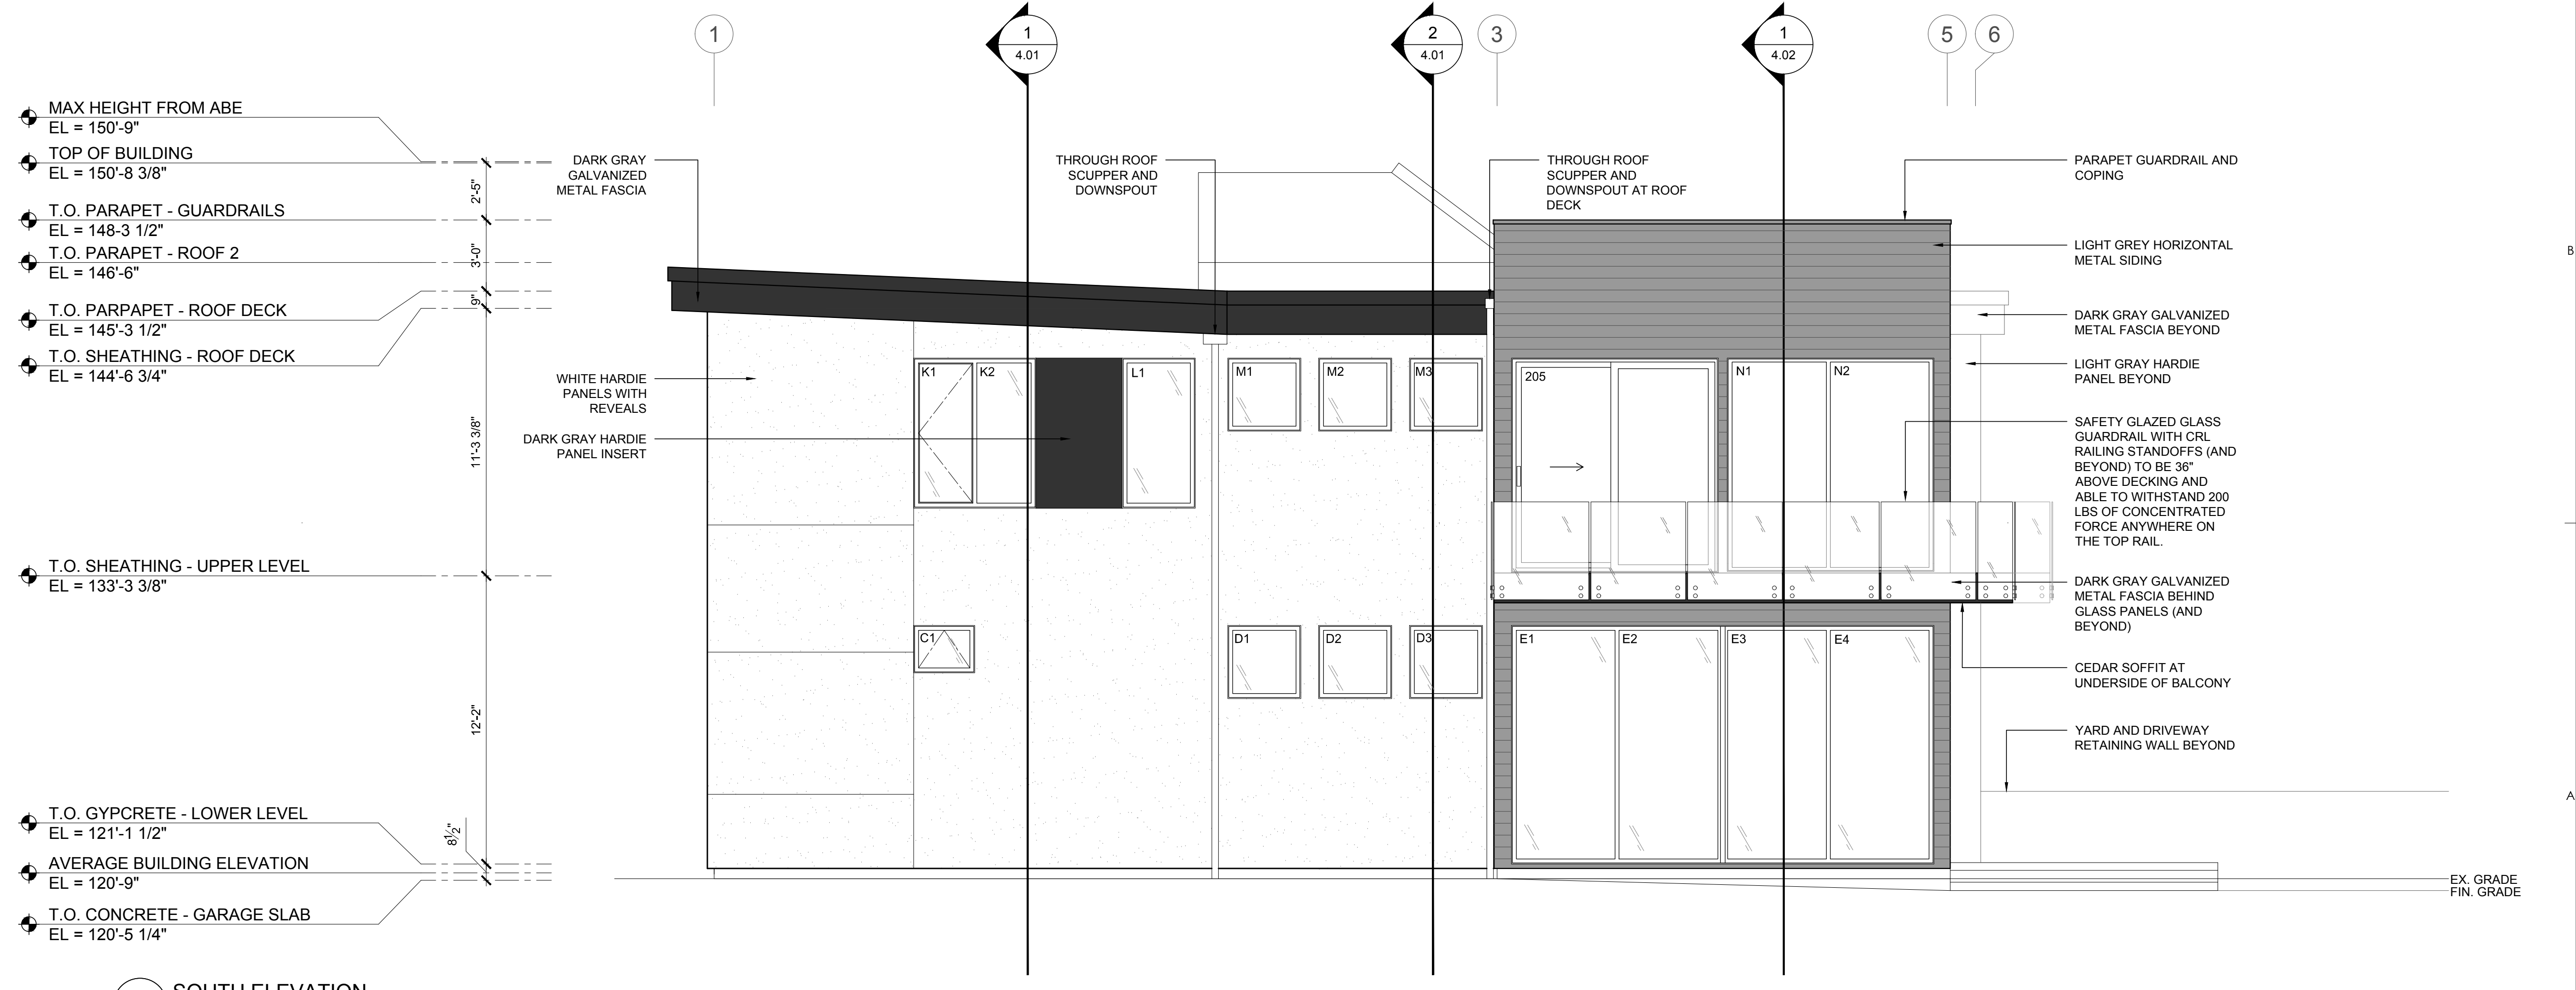 1
1
4.01
2
4.01
3
1
4.02
5
6
MAX HEIGHT FROM ABE
EL = 150'-9"
TOP OF BUILDING
EL = 150'-8 3/8"
T.O. PARAPET - GUARDRAILS
EL = 148-3 1/2"
T.O. PARAPET - ROOF 2
EL = 146'-6"
T.O. PARPAPET - ROOF DECK
EL = 145'-3 1/2"
T.O. SHEATHING - ROOF DECK
EL = 144'-6 3/4"
T.O. SHEATHING - UPPER LEVEL
EL = 133'-3 3/8"
T.O. GYPCRETE - LOWER LEVEL
EL = 121'-1 1/2"
AVERAGE BUILDING ELEVATION
EL = 120'-9"
T.O. CONCRETE - GARAGE SLAB
EL = 120'-5 1/4"
2'-5"
3'-0"
9"
11'-3 3/8"
12'-2"
8½"
DARK GRAY
GALVANIZED
METAL FASCIA
WHITE HARDIE
PANELS WITH
REVEALS
DARK GRAY HARDIE
PANEL INSERT
THROUGH ROOF
SCUPPER AND
DOWNSPOUT
THROUGH ROOF
SCUPPER AND
DOWNSPOUT AT ROOF
DECK
K1
K2
L1
M1
M2
M3
205
N1
N2
C1
D1
D2
D3
E1
E2
E3
E4
PARAPET GUARDRAIL AND
COPING
LIGHT GREY HORIZONTAL
METAL SIDING
DARK GRAY GALVANIZED
METAL FASCIA BEYOND
LIGHT GRAY HARDIE
PANEL BEYOND
SAFETY GLAZED GLASS
GUARDRAIL WITH CRL
RAILING STANDOFFS (AND
BEYOND) TO BE 36"
ABOVE DECKING AND
ABLE TO WITHSTAND 200
LBS OF CONCENTRATED
FORCE ANYWHERE ON
THE TOP RAIL.
DARK GRAY GALVANIZED
METAL FASCIA BEHIND
GLASS PANELS (AND
BEYOND)
CEDAR SOFFIT AT
UNDERSIDE OF BALCONY
YARD AND DRIVEWAY
RETAINING WALL BEYOND
EX. GRADE
FIN. GRADE
B
A
SOUTH ELEVATION